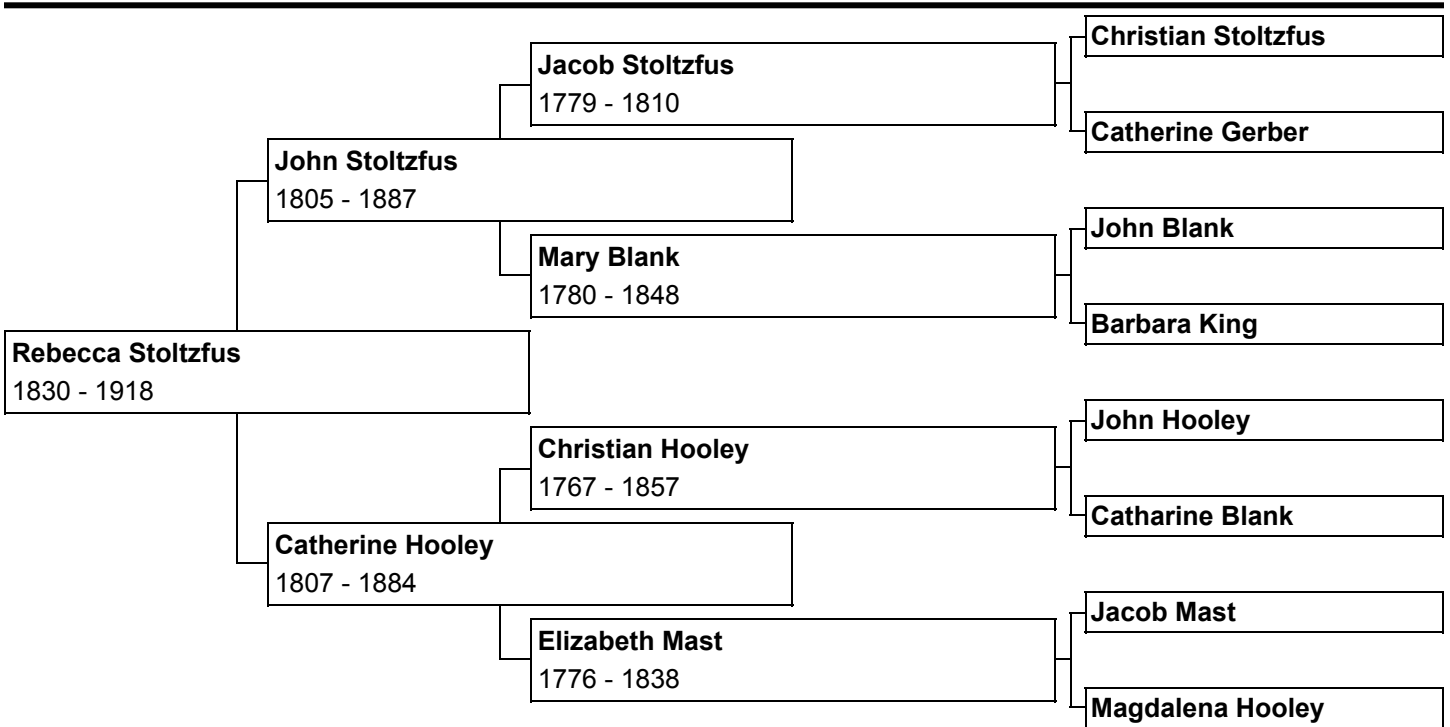 Christian Stoltzfus
Jacob Stoltzfus
1779 - 1810
Catherine Gerber
John Stoltzfus
1805 - 1887
John Blank
Mary Blank
1780 - 1848
Barbara King
Rebecca Stoltzfus
1830 - 1918
John Hooley
Christian Hooley
1767 - 1857
Catharine Blank
Catherine Hooley
1807 - 1884
Jacob Mast
Elizabeth Mast
1776 - 1838
Magdalena Hooley